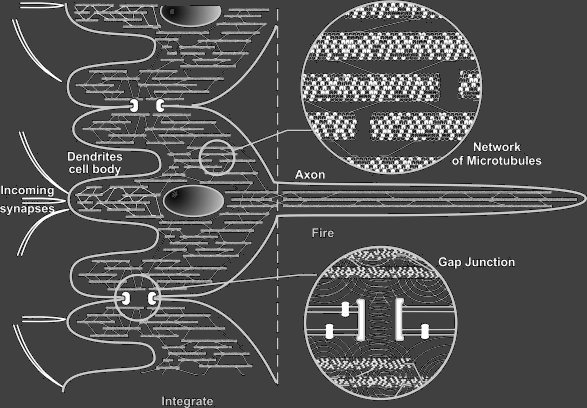 Network
of Microtubules
Dendrites
cell body
Axon
Incoming
synapses
Fire
Gap Junction
Integrate